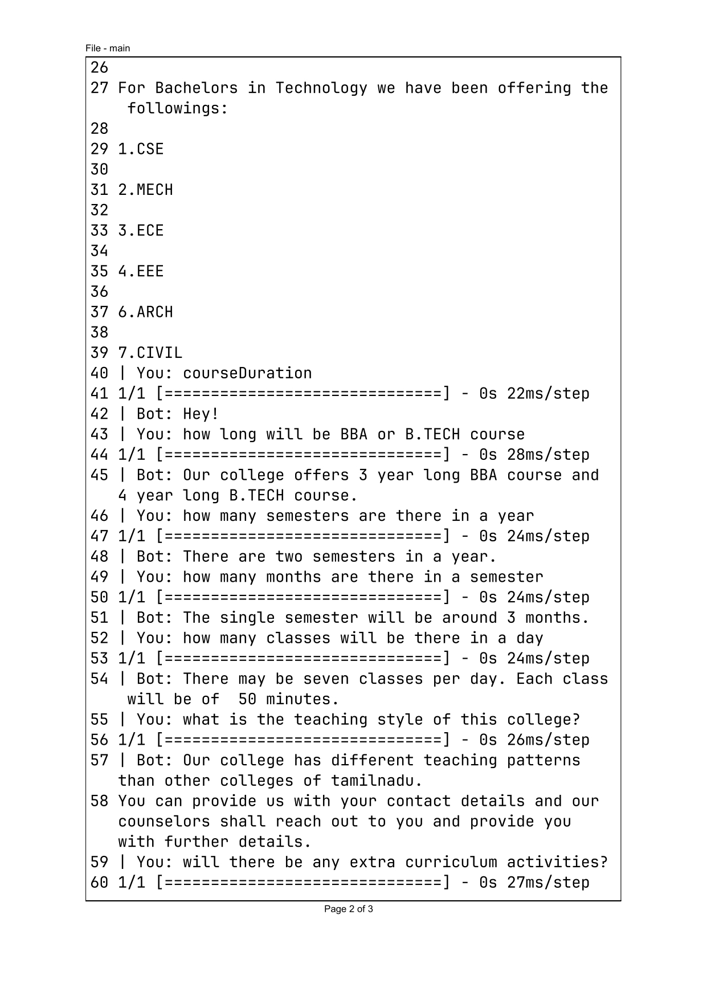 File - main
26
27 For Bachelors in Technology we have been offering the
followings:
28
29 1.CSE
30
31 2.MECH
32
33 3.ECE
34
35 4.EEE
36
37 6.ARCH
38
39 7.CIVIL
40 | You: courseDuration
41 1/1 [==============================] - 0s 22ms/step
42 | Bot: Hey!
43 | You: how long will be BBA or B.TECH course
44 1/1 [==============================] - 0s 28ms/step
45 | Bot: Our college offers 3 year long BBA course and
4 year long B.TECH course.
46 | You: how many semesters are there in a year
47 1/1 [==============================] - 0s 24ms/step
48 | Bot: There are two semesters in a year.
49 | You: how many months are there in a semester
50 1/1 [==============================] - 0s 24ms/step
51 | Bot: The single semester will be around 3 months.
52 | You: how many classes will be there in a day
53 1/1 [==============================] - 0s 24ms/step
54 | Bot: There may be seven classes per day. Each class
will be of  50 minutes.
55 | You: what is the teaching style of this college?
56 1/1 [==============================] - 0s 26ms/step
57 | Bot: Our college has different teaching patterns
than other colleges of tamilnadu.
58 You can provide us with your contact details and our
counselors shall reach out to you and provide you
with further details.
59 | You: will there be any extra curriculum activities?
60 1/1 [==============================] - 0s 27ms/step
Page 2 of 3